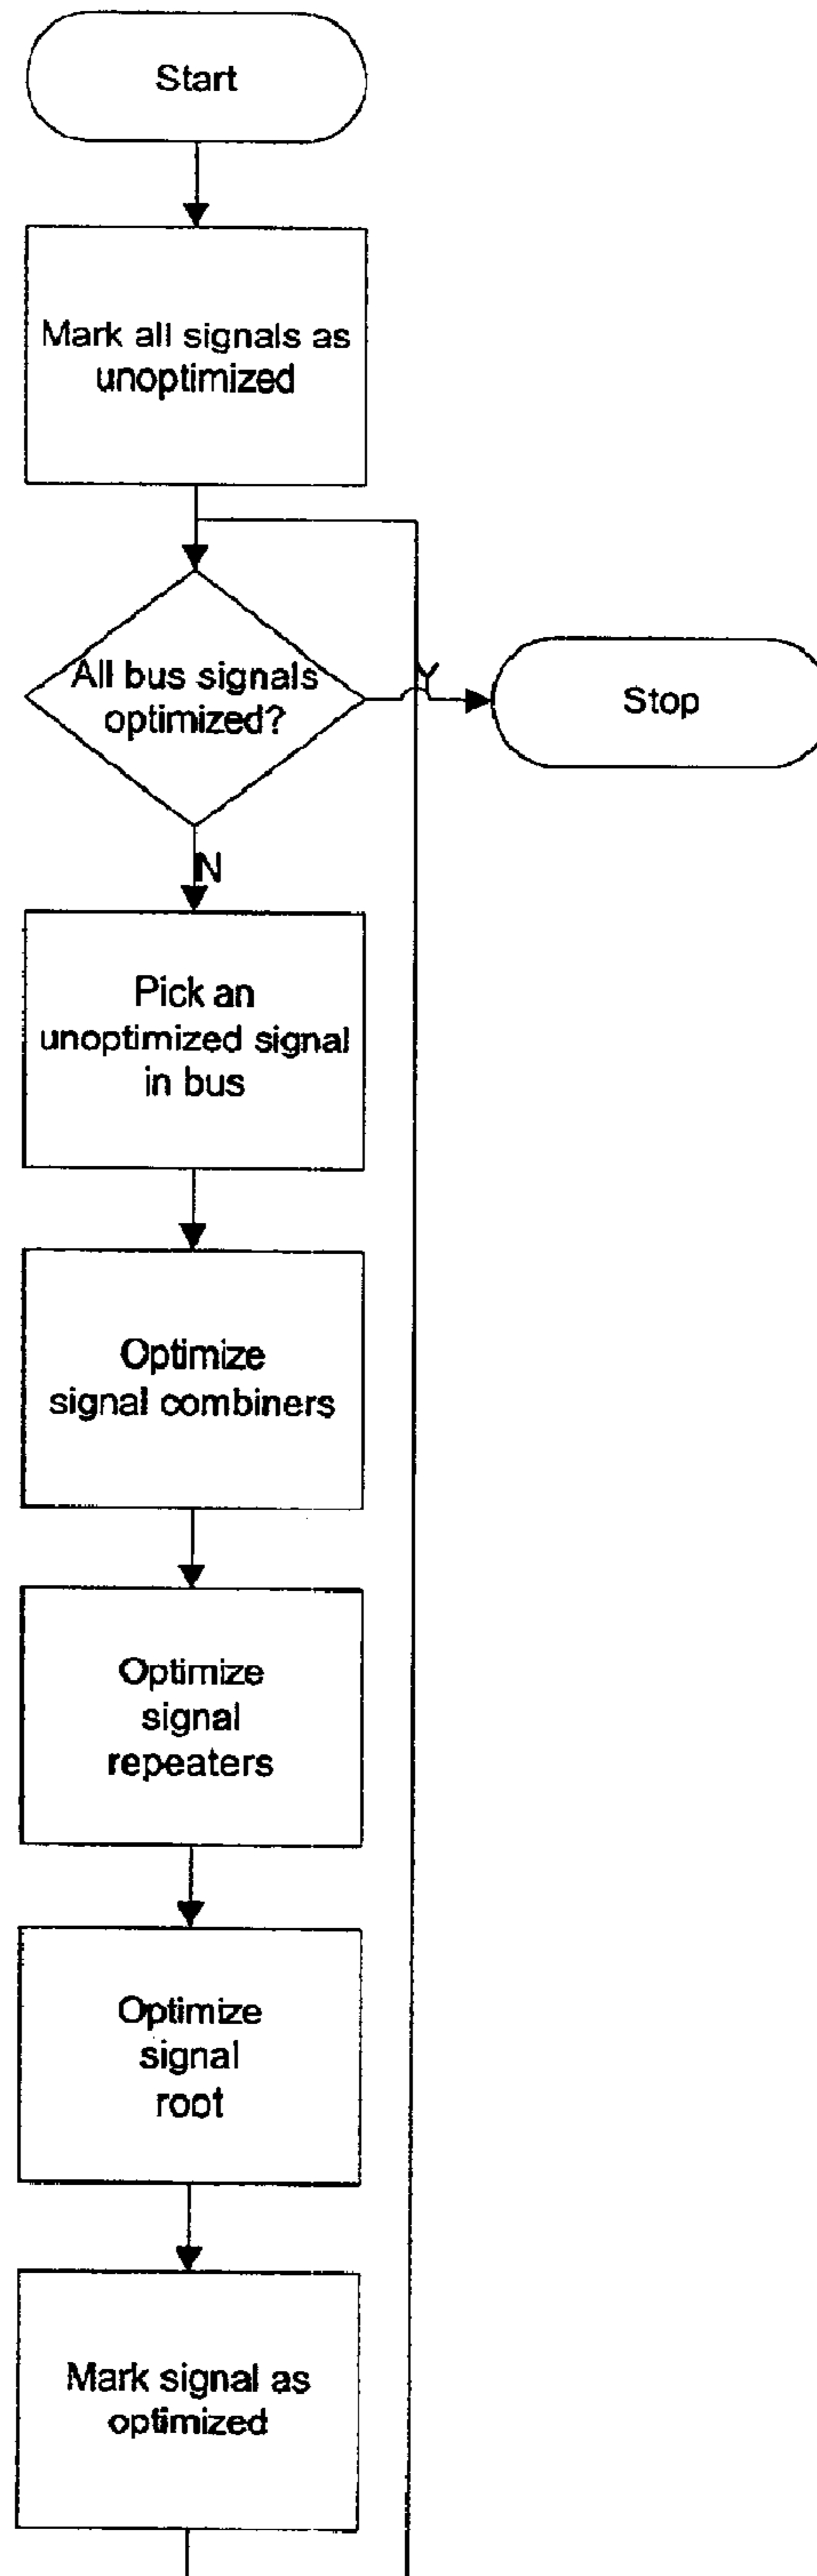 Start
Mark all signals as
unoptimized
All bus signals
optimized?
Y
Stop
N
Pick an
unoptimized signal
in bus
Optimize
signal combiners
Optimize
signal
repeaters
Optimize
signal
root
Mark signal as
optimized